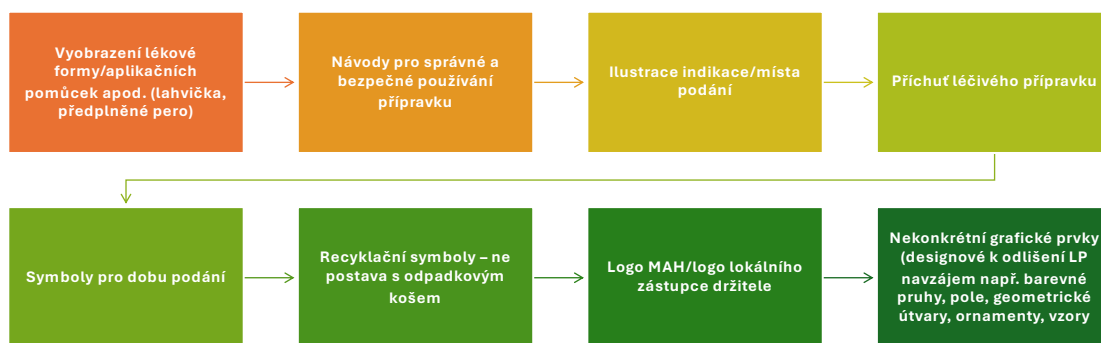 Vyobrazení lékové
formy/aplikačních
pomůcek apod. (lahvička,
předplněné pero)
Návody pro správné a
bezpečné používání
přípravku
Ilustrace indikace/místa
podání
Příchuť léčivého přípravku
Symboly pro dobu podání
Recyklační symboly – ne
postava s odpadkovým
košem
Logo MAH/logo lokálního
zástupce držitele
Nekonkrétní grafické prvky
(designové k odlišení LP
navzájem např. barevné
pruhy, pole, geometrické
útvary, ornamenty, vzory